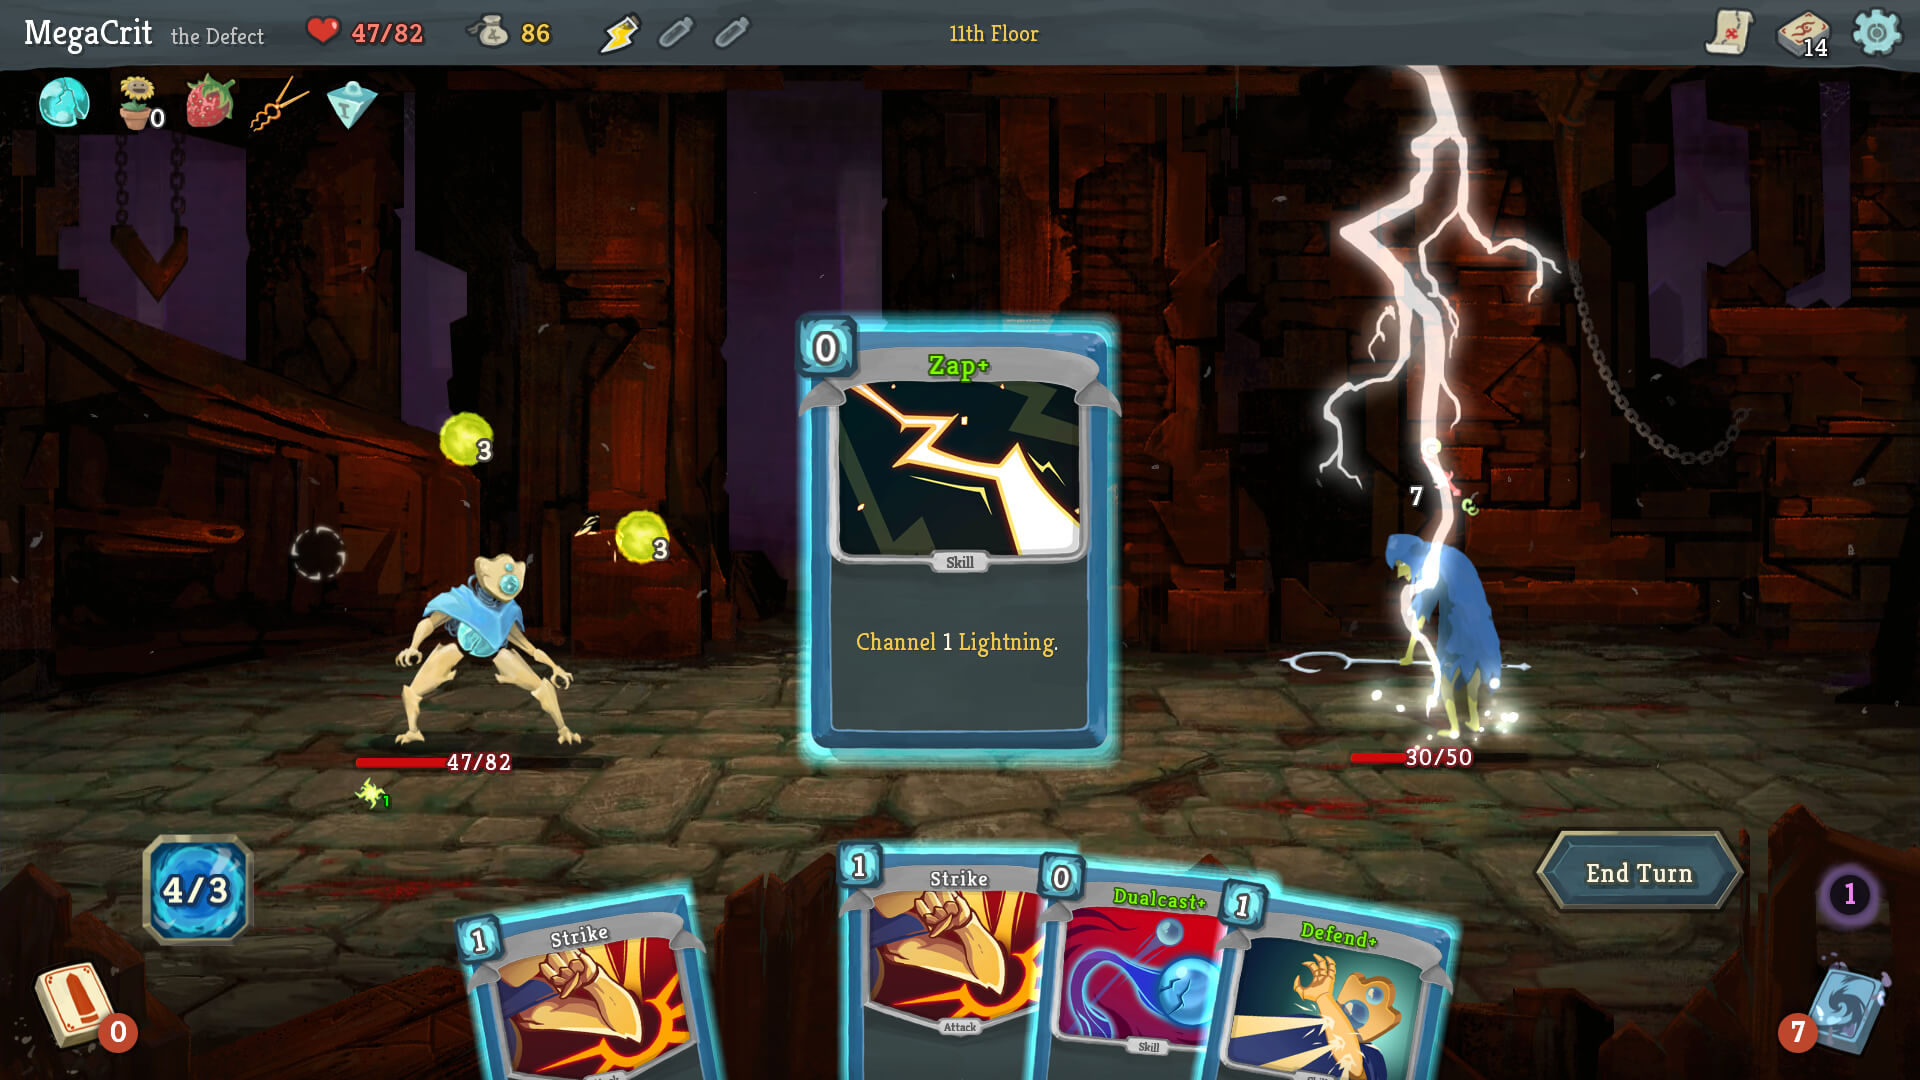 MegaCrit the Defect 47/82 86 11th Floor 14
0 T
3
3
7
0
Zap+
Skill
Channel 1 Lightning.
47/82
1
30/50
4/3
End Turn
1
1 Strike
1 Strike
Attack
0 Dualcast+
Skill
1 Defend+
0
7